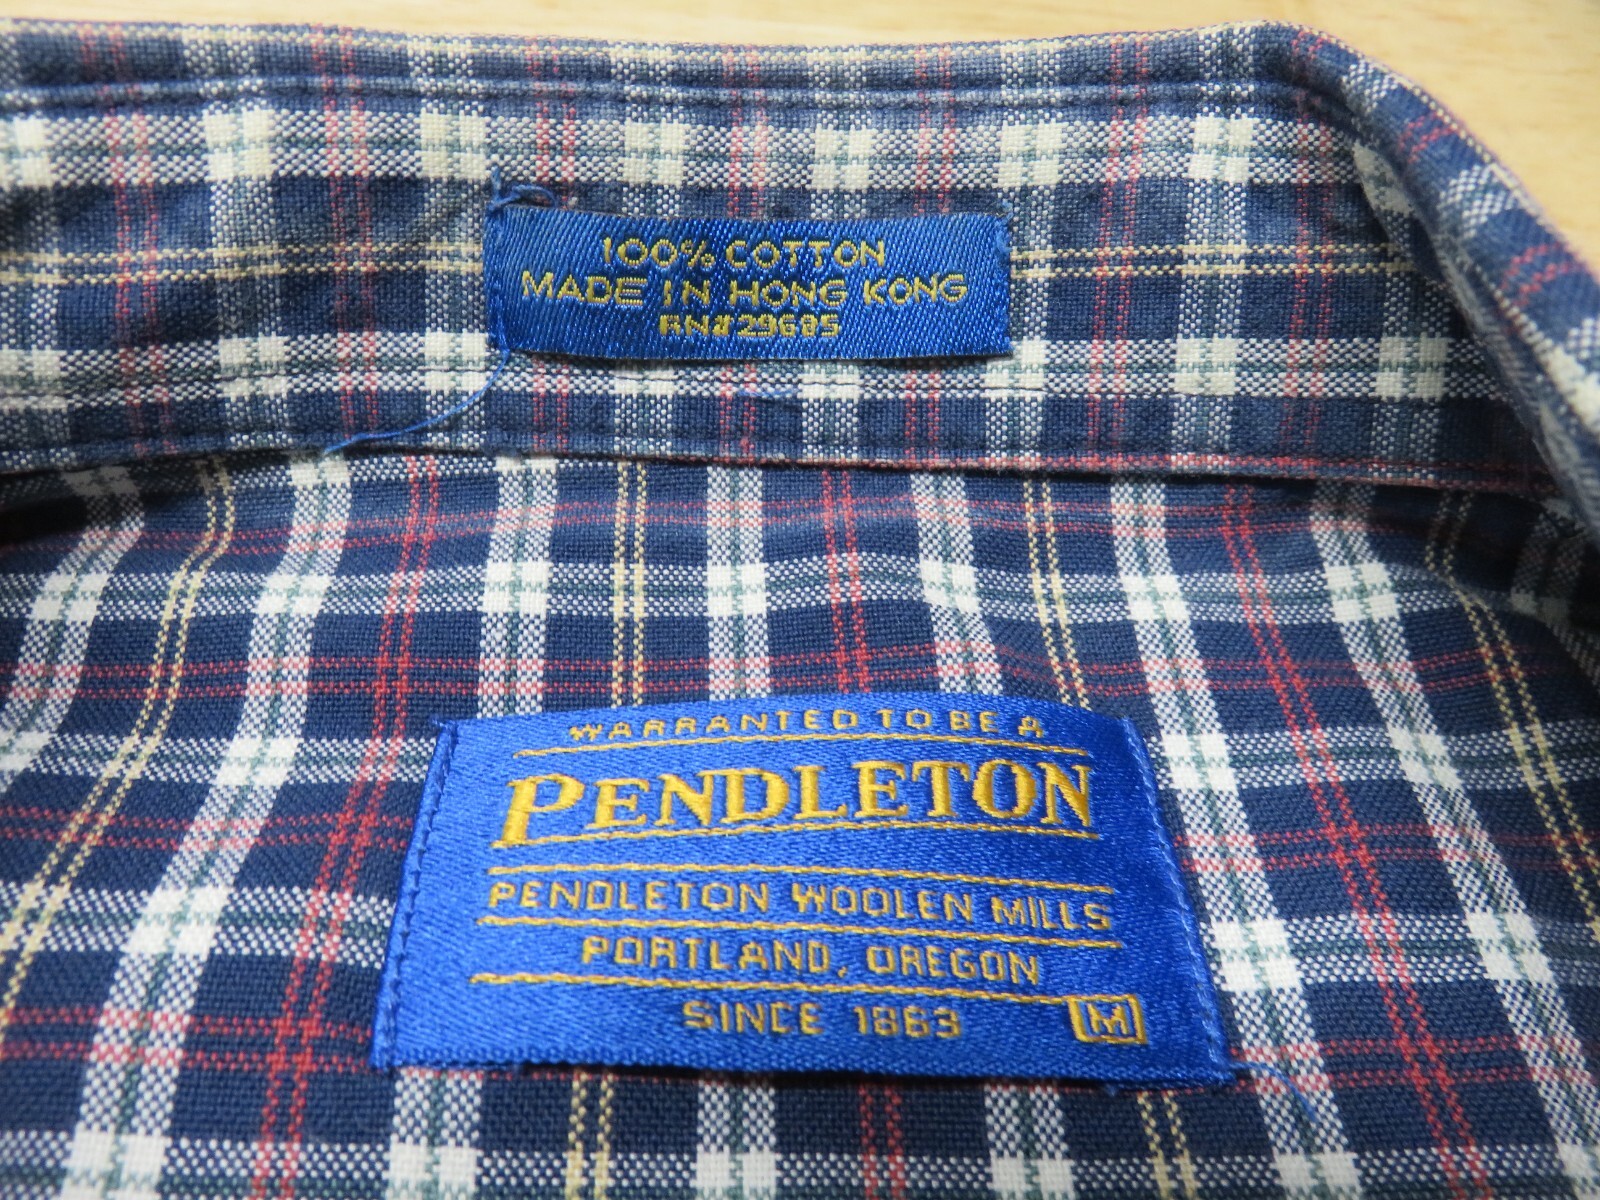 100% COTTON
MADE IN HONG KONG
RN#29685
WARRANTED TO BE A
PENDLETON
PENDLETON WOOLEN MILLS
PORTLAND, OREGON
SINCE 1863
M